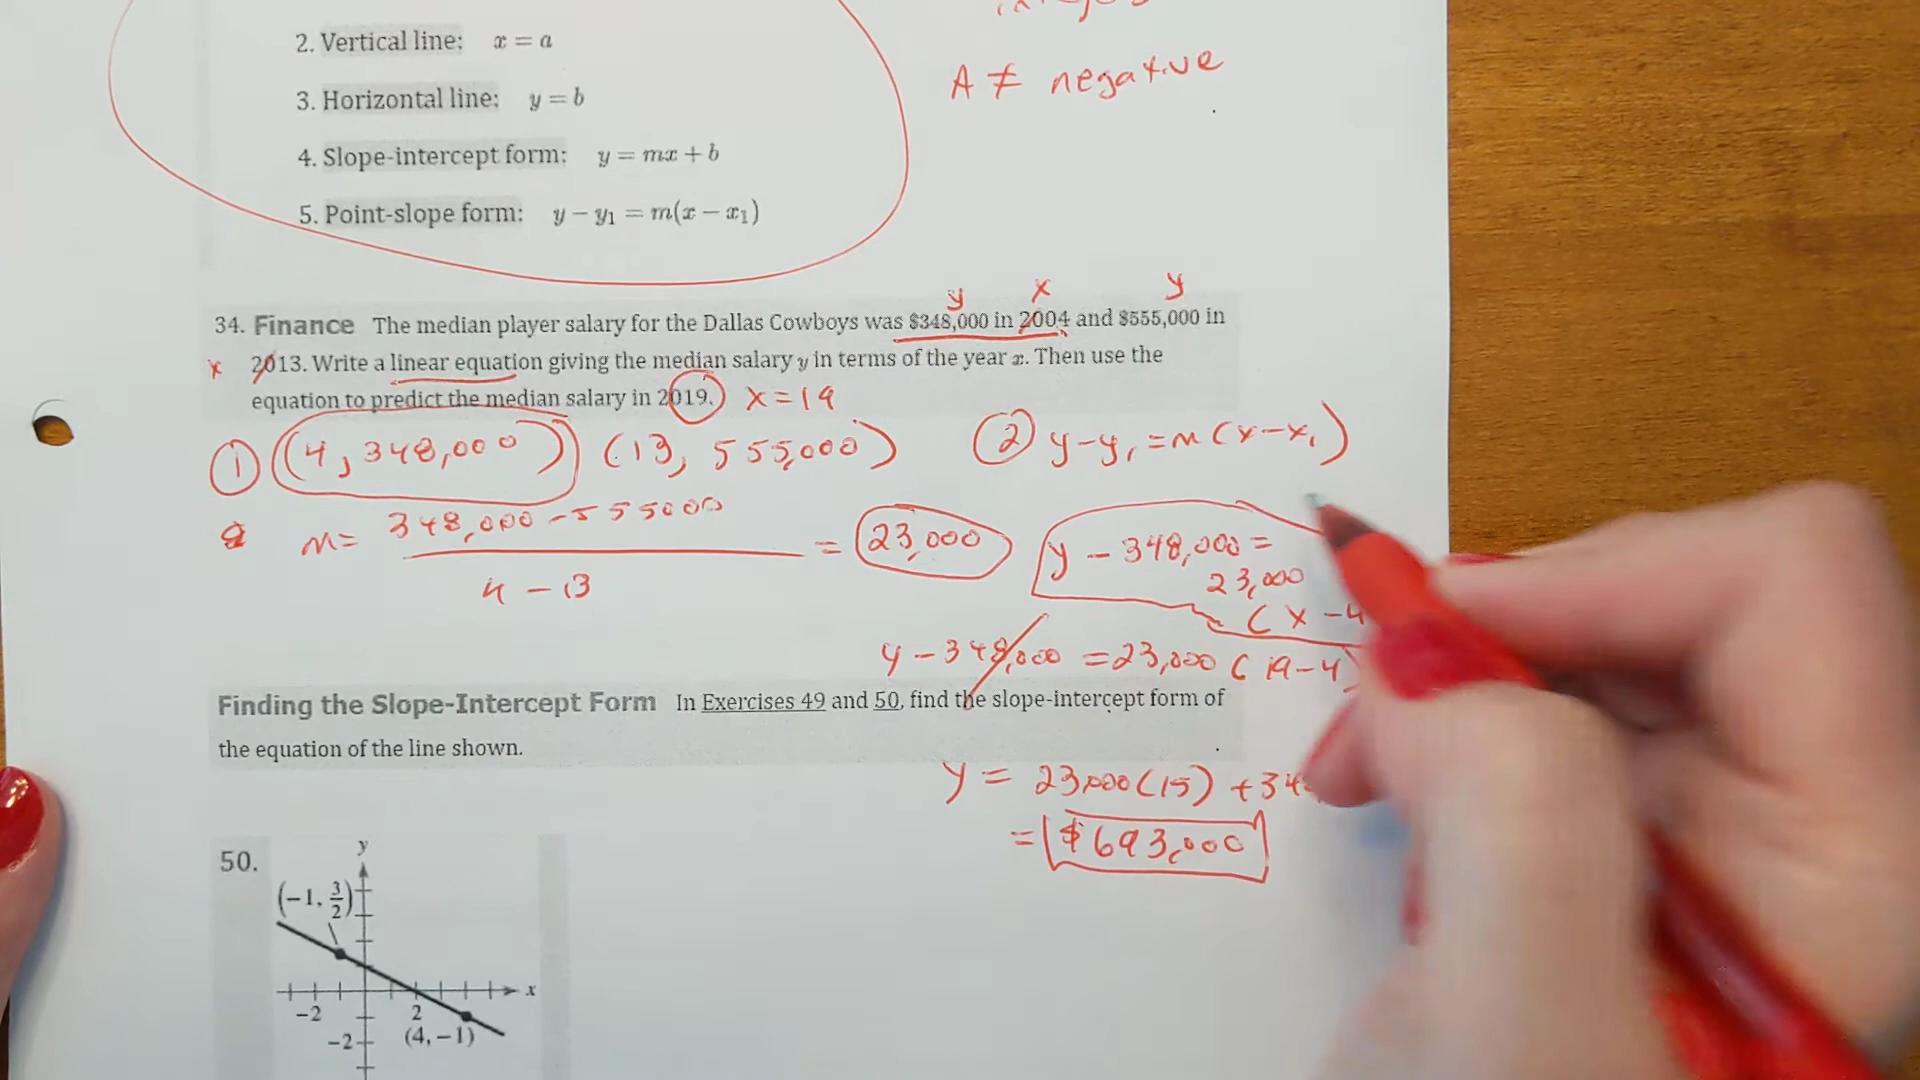 2. Vertical line: x = a
A ≠ negative
3. Horizontal line: y = b
4. Slope-intercept form: y = mx + b
5. Point-slope form: y − y₁ = m(x − x₁)
y x y
34. Finance The median player salary for the Dallas Cowboys was $348,000 in 2004 and $555,000 in
x 2013. Write a linear equation giving the median salary y in terms of the year x. Then use the
equation to predict the median salary in 2019. x = 19
① (4, 348,000) (13, 555,000)
② y − y₁ = m(x − x₁)
m = 348,000 − 555000
4 − 13
= 23,000
y − 348,000 =
23,000
(x − 4
y − 348,000 = 23,000 (19 − 4)
Finding the Slope-Intercept Form In Exercises 49 and 50, find the slope-intercept form of
the equation of the line shown.
y = 23,000(15) + 34
= $693,000
50.
y
(−1, 3/2)
x
−2 2
−2 (4, −1)